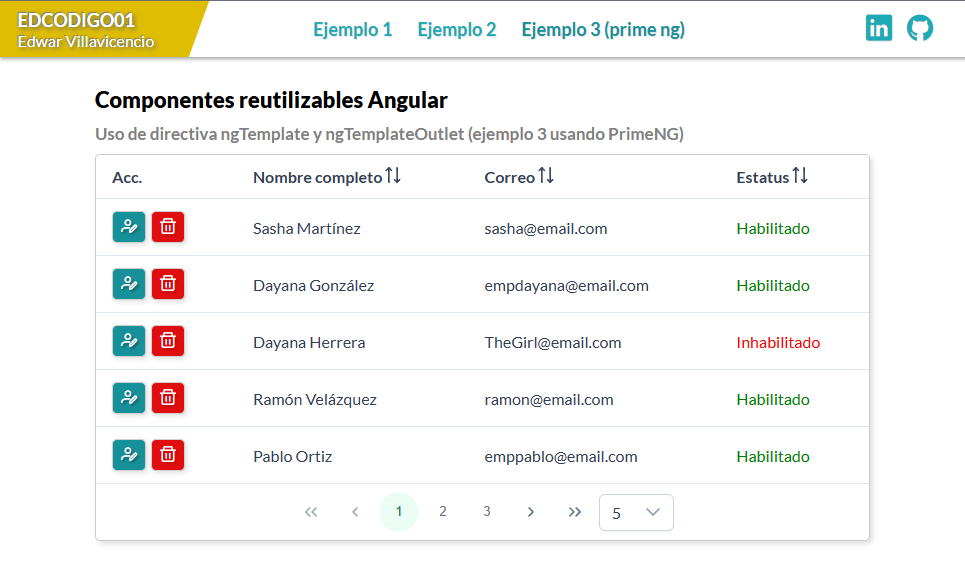 EDCODIGO01
Edwar Villavicencio
Ejemplo 1 Ejemplo 2 Ejemplo 3 (prime ng)
in
Componentes reutilizables Angular
Uso de directiva ngTemplate y ngTemplateOutlet (ejemplo 3 usando PrimeNG)
Acc. Nombre completo Correo Estatus
Sasha Martínez sasha@email.com Habilitado
Dayana González empdayana@email.com Habilitado
Dayana Herrera TheGirl@email.com Inhabilitado
Ramón Velázquez ramon@email.com Habilitado
Pablo Ortiz emppablo@email.com Habilitado
1 2 3 5